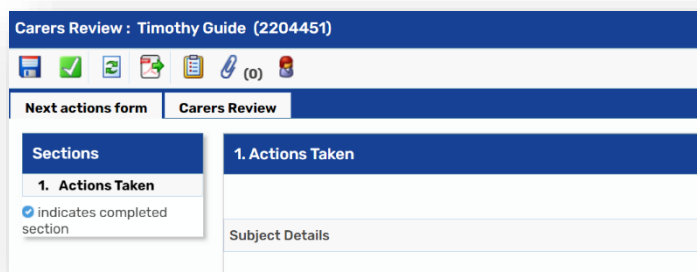 Carers Review : Timothy Guide (2204451)
(0)
Next actions form Carers Review
Sections
1. Actions Taken
indicates completed
section
1. Actions Taken
Subject Details